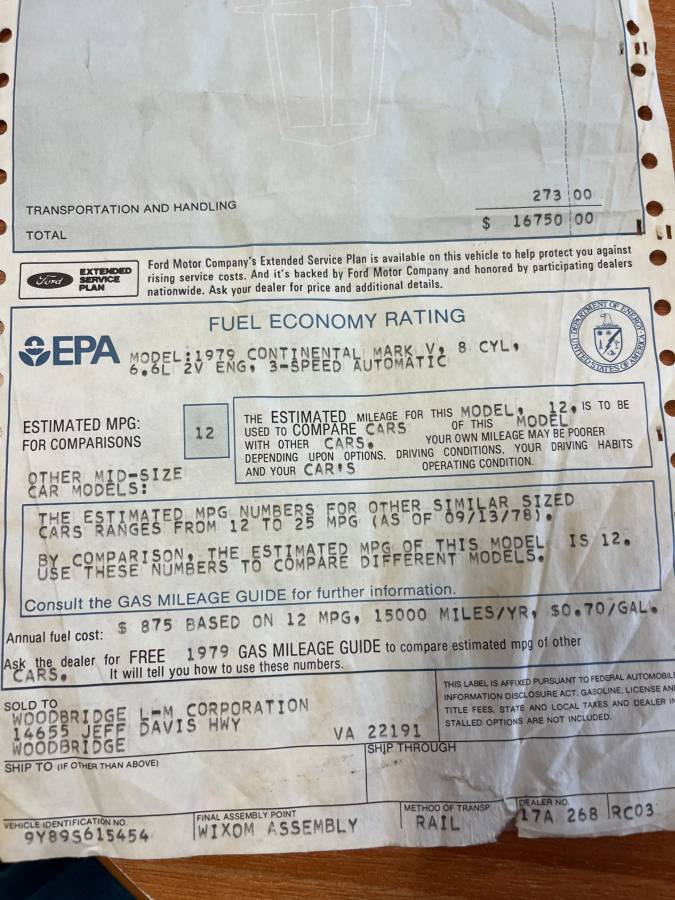 TRANSPORTATION AND HANDLING 273 00
TOTAL $ 16750 00
Ford EXTENDED SERVICE PLAN
Ford Motor Company's Extended Service Plan is available on this vehicle to help protect you against
rising service costs. And it's backed by Ford Motor Company and honored by participating dealers
nationwide. Ask your dealer for price and additional details.
FUEL ECONOMY RATING
EPA
DEPARTMENT OF ENERGY UNITED STATES OF AMERICA
MODEL:1979 CONTINENTAL MARK V, 8 CYL,
6.6L 2V ENG, 3-SPEED AUTOMATIC
ESTIMATED MPG:
FOR COMPARISONS
12
THE ESTIMATED MILEAGE FOR THIS MODEL, 12, IS TO BE
USED TO COMPARE CARS OF THIS MODEL
WITH OTHER CARS. YOUR OWN MILEAGE MAY BE POORER
DEPENDING UPON OPTIONS, DRIVING CONDITIONS, YOUR DRIVING HABITS
AND YOUR CAR'S OPERATING CONDITION.
OTHER MID-SIZE
CAR MODELS:
THE ESTIMATED MPG NUMBERS FOR OTHER SIMILAR SIZED
CARS RANGES FROM 12 TO 25 MPG (AS OF 09/13/78).
BY COMPARISON, THE ESTIMATED MPG OF THIS MODEL IS 12.
USE THESE NUMBERS TO COMPARE DIFFERENT MODELS.
Consult the GAS MILEAGE GUIDE for further information.
Annual fuel cost: $ 875 BASED ON 12 MPG, 15000 MILES/YR, $0.70/GAL.
Ask the dealer for FREE 1979 GAS MILEAGE GUIDE to compare estimated mpg of other
CARS. It will tell you how to use these numbers.
THIS LABEL IS AFFIXED PURSUANT TO FEDERAL AUTOMOBILE
INFORMATION DISCLOSURE ACT. GASOLINE, LICENSE AN
TITLE FEES, STATE AND LOCAL TAXES AND DEALER IN
STALLED OPTIONS ARE NOT INCLUDED.
SOLD TO
WOODBRIDGE L-M CORPORATION
14655 JEFF DAVIS HWY
WOODBRIDGE VA 22191
SHIP TO (IF OTHER THAN ABOVE)
SHIP THROUGH
VEHICLE IDENTIFICATION NO.
9Y89S615454
FINAL ASSEMBLY POINT
WIXOM ASSEMBLY
METHOD OF TRANSP
RAIL
DEALER NO.
17A 268 RC03